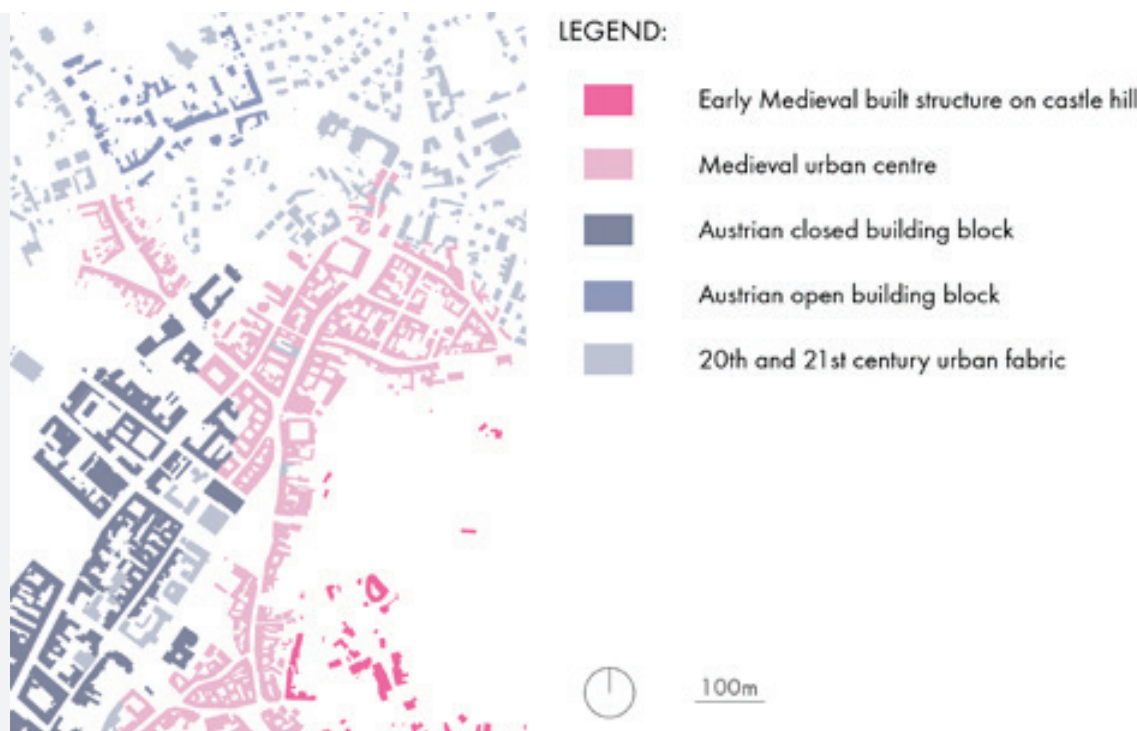 LEGEND:
Early Medieval built structure on castle hill
Medieval urban centre
Austrian closed building block
Austrian open building block
20th and 21st century urban fabric
100m